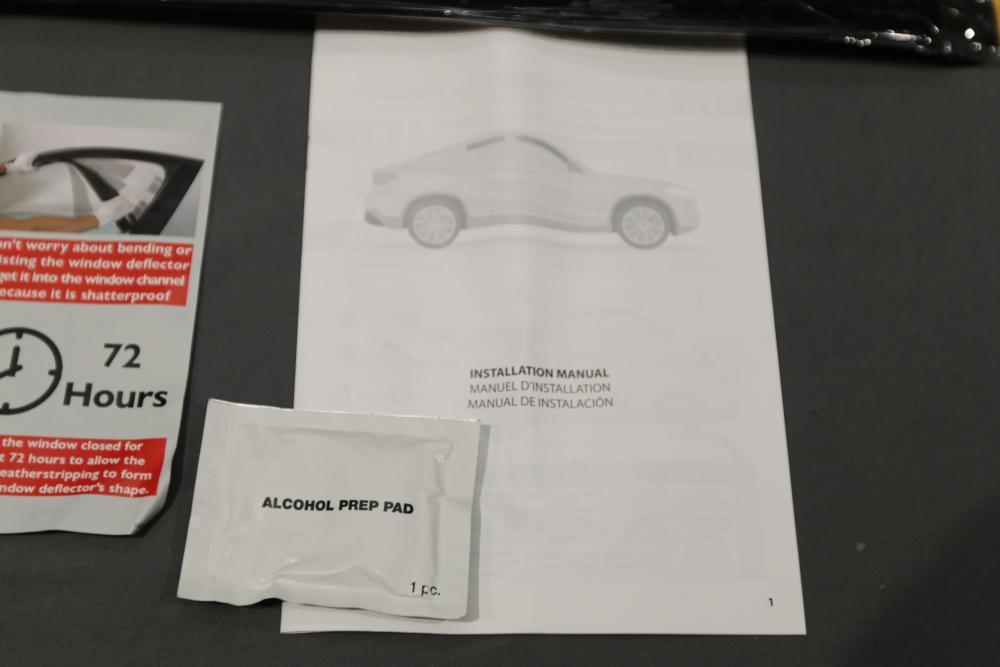 n't worry about bending or
isting the window deflector
get it into the window channel
ecause it is shatterproof
72
Hours
the window closed for
t 72 hours to allow the
eatherstripping to form
ndow deflector's shape.
INSTALLATION MANUAL
MANUEL D'INSTALLATION
MANUAL DE INSTALACIÓN
1
ALCOHOL PREP PAD
1 pc.